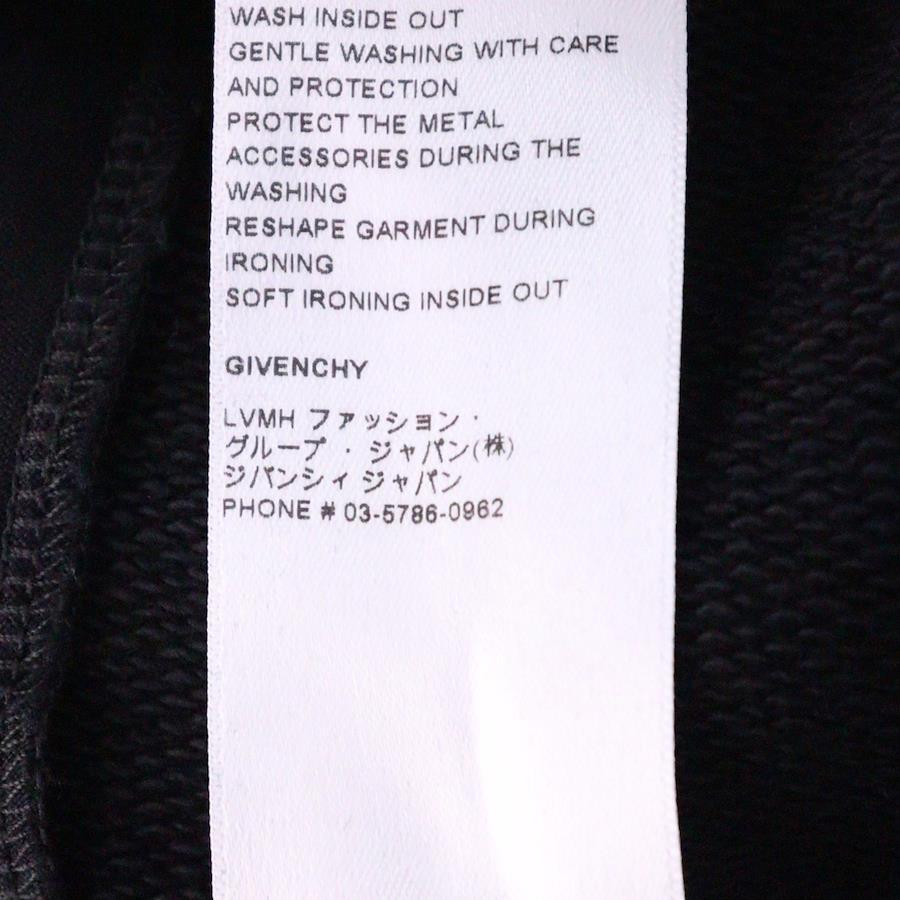 WASH INSIDE OUT
GENTLE WASHING WITH CARE
AND PROTECTION
PROTECT THE METAL
ACCESSORIES DURING THE
WASHING
RESHAPE GARMENT DURING
IRONING
SOFT IRONING INSIDE OUT
GIVENCHY
LVMH ファッション・
グループ・ジャパン(株)
ジバンシィ ジャパン
PHONE # 03-5786-0962